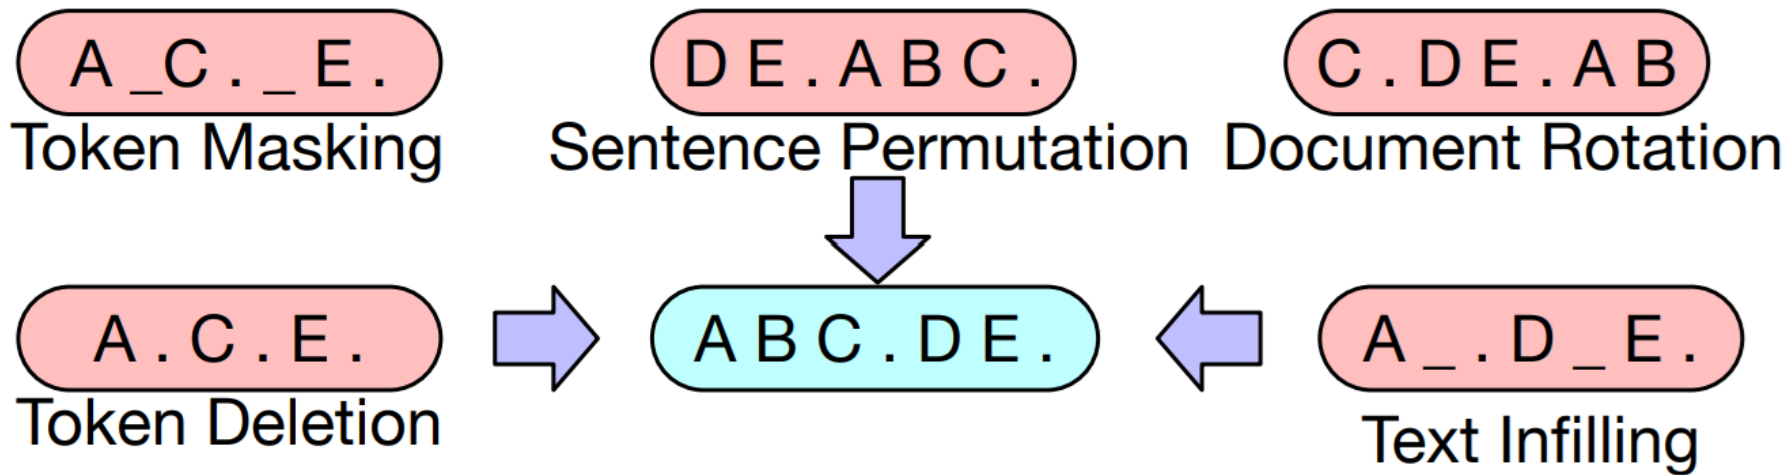 A _ C . _ E .
D E . A B C .
C . D E . A B
Token Masking
Sentence Permutation
Document Rotation
A . C . E .
A B C . D E .
A _ . D _ E .
Token Deletion
Text Infilling